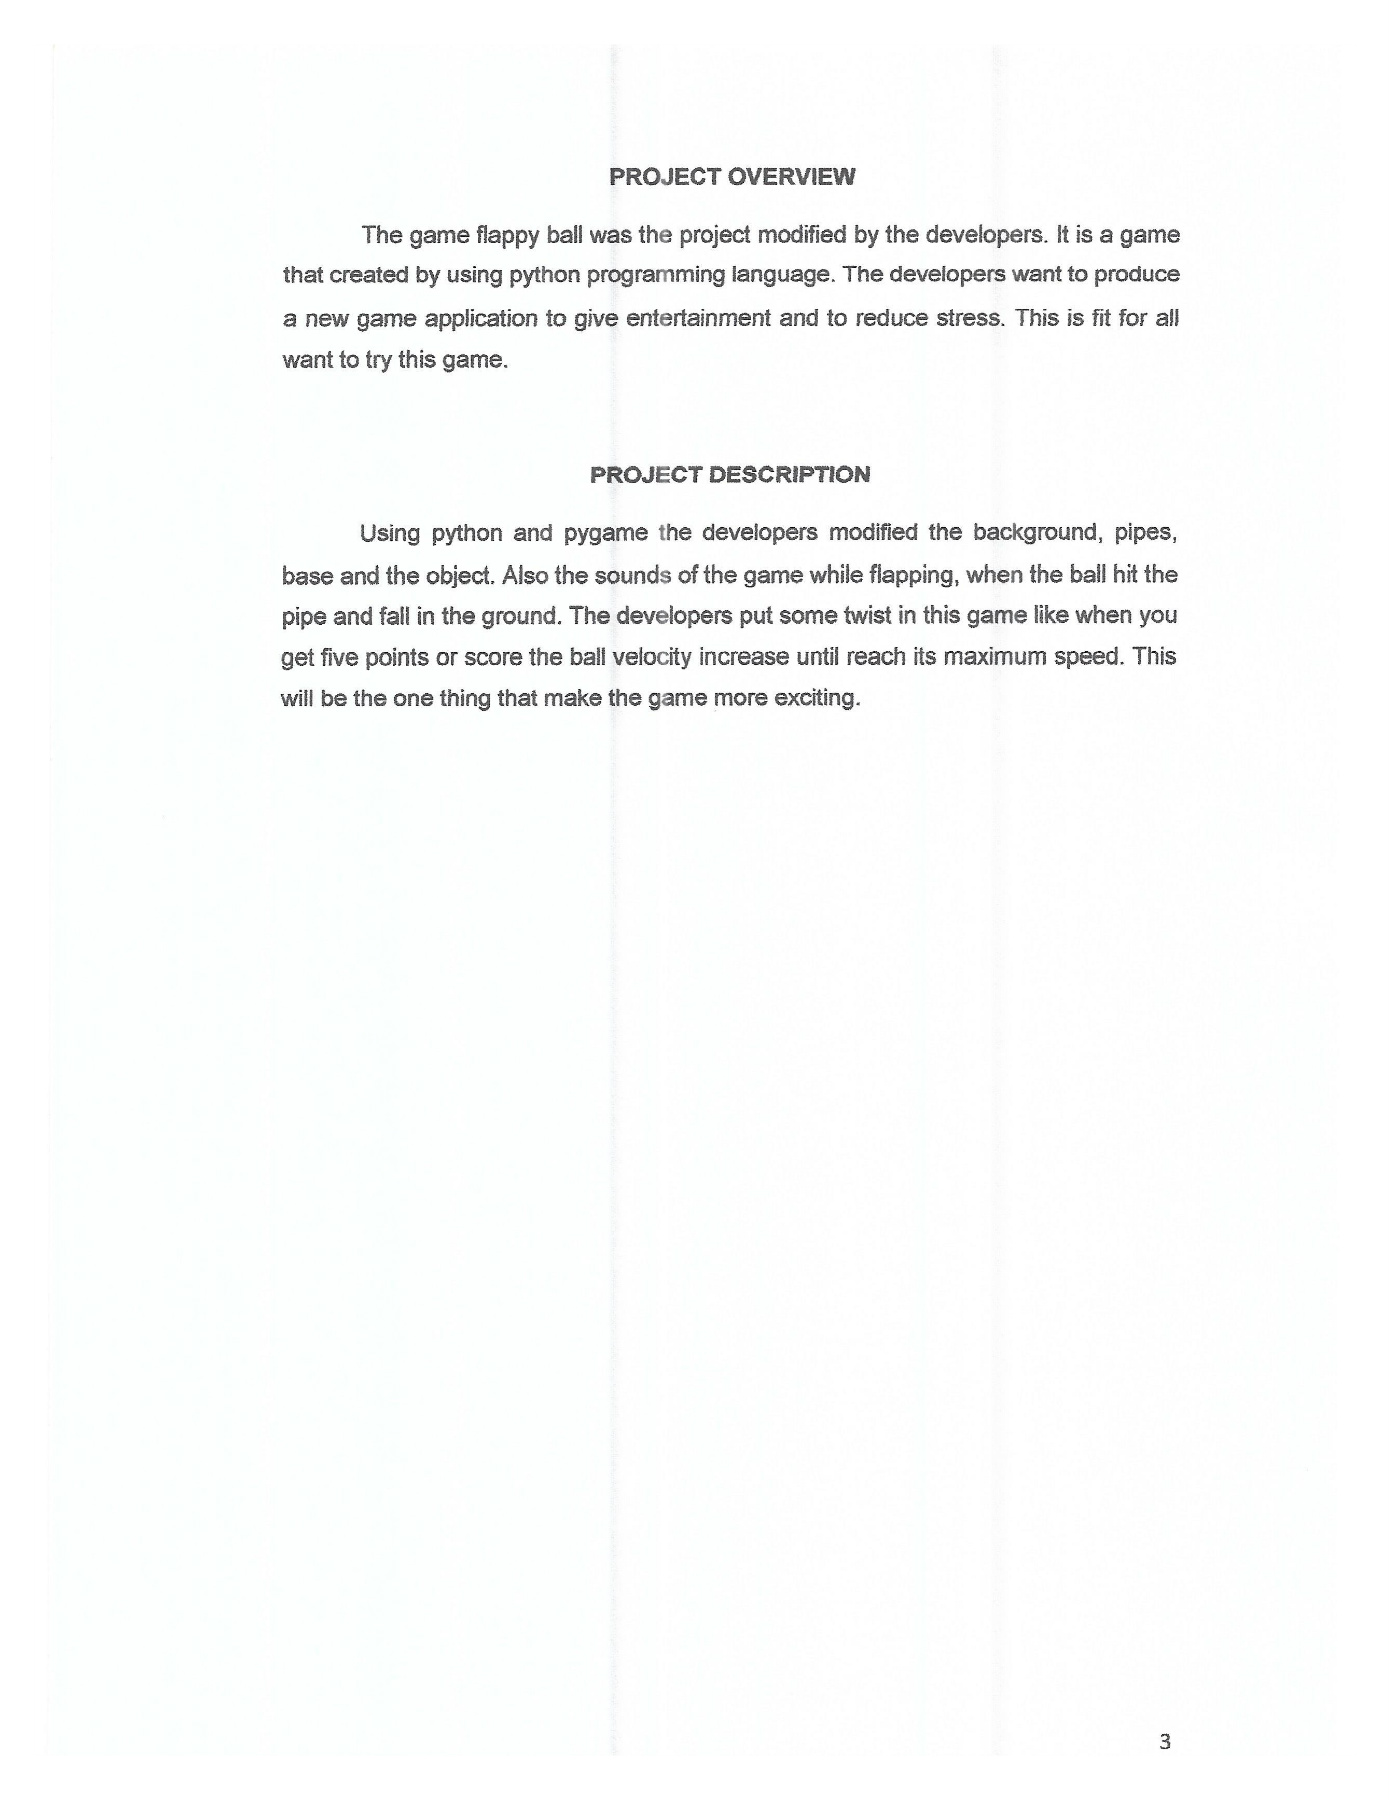 PROJECT OVERVIEW
The game flappy ball was the project modified by the developers. It is a game
that created by using python programming language. The developers want to produce
a new game application to give entertainment and to reduce stress. This is fit for all
want to try this game.
PROJECT DESCRIPTION
Using python and pygame the developers modified the background, pipes,
base and the object. Also the sounds of the game while flapping, when the ball hit the
pipe and fall in the ground. The developers put some twist in this game like when you
get five points or score the ball velocity increase until reach its maximum speed. This
will be the one thing that make the game more exciting.
3